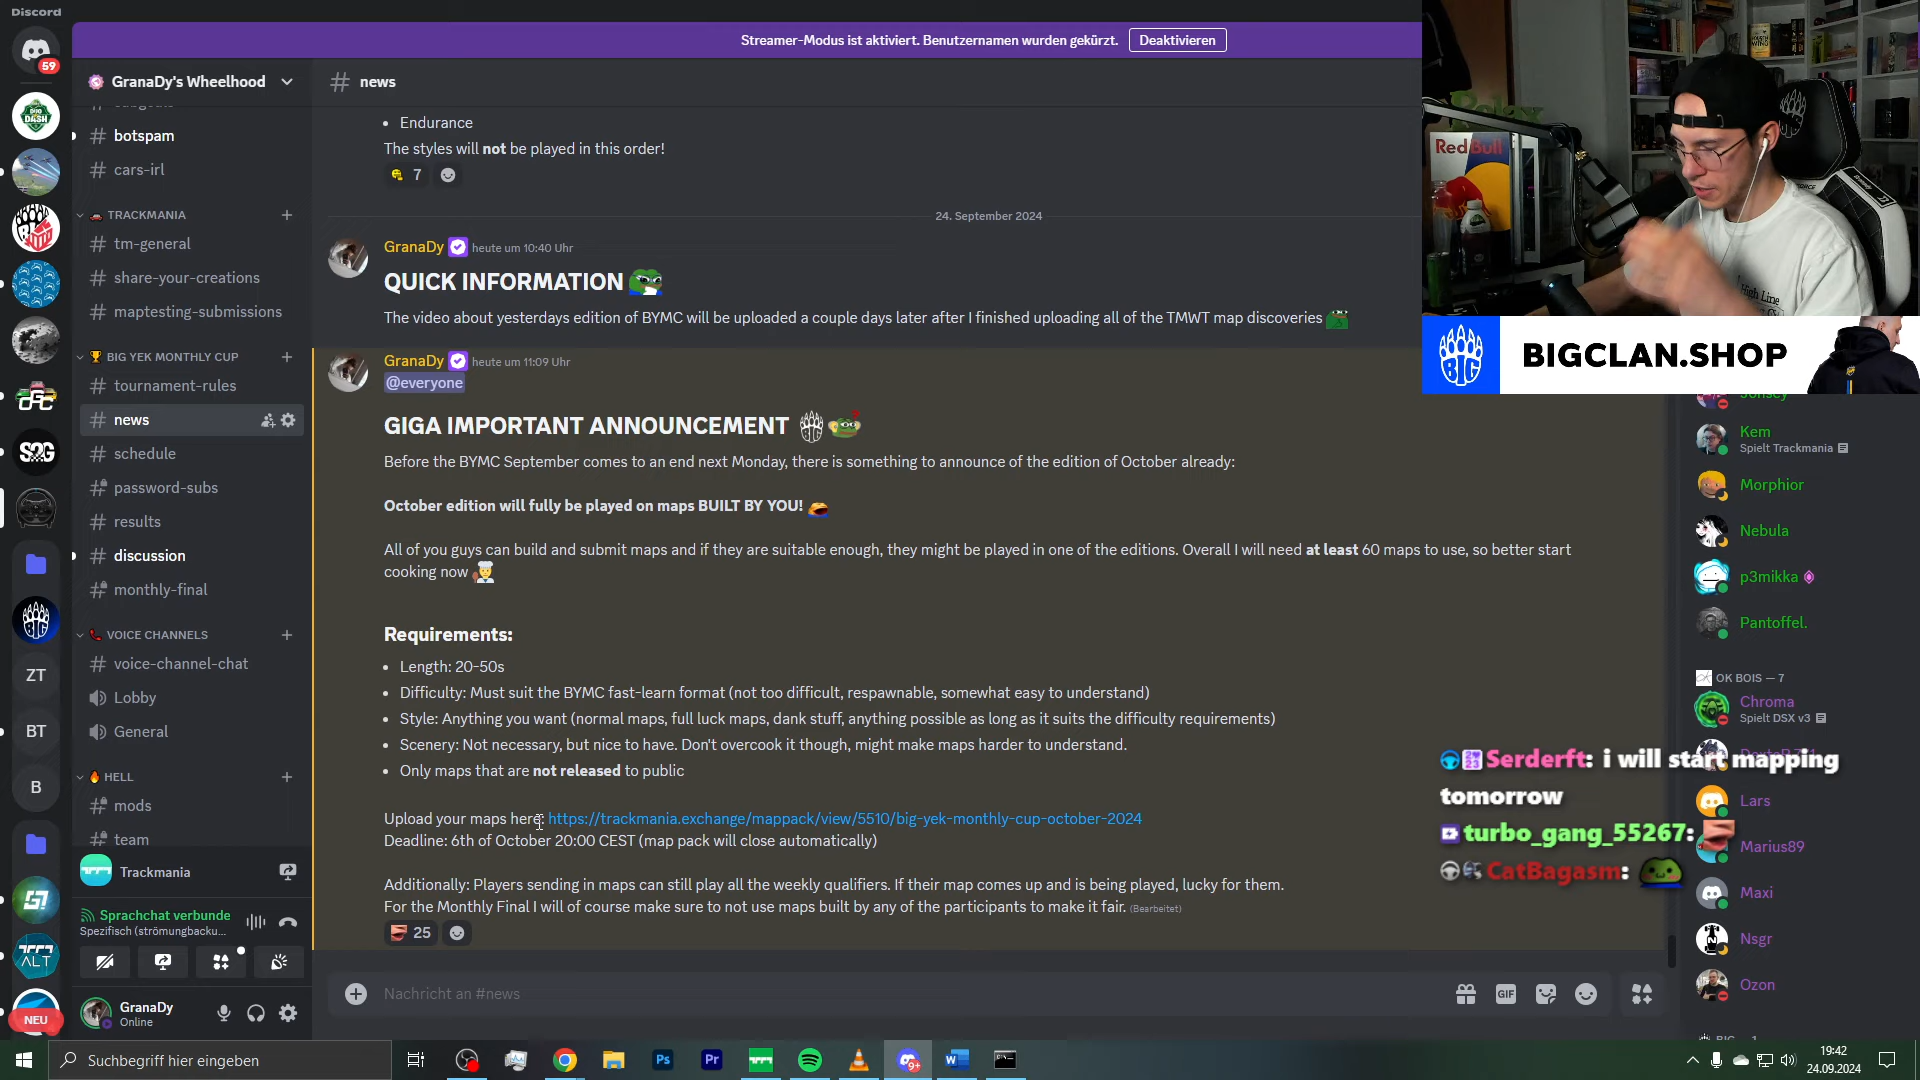 Discord
Streamer-Modus ist aktiviert. Benutzernamen wurden gekürzt.
Deaktivieren
59
GranaDy's Wheelhood
botspam
cars-irl
TRACKMANIA
tm-general
share-your-creations
maptesting-submissions
BIG YEK MONTHLY CUP
tournament-rules
news
schedule
password-subs
results
discussion
monthly-final
VOICE CHANNELS
voice-channel-chat
Lobby
General
HELL
mods
team
ZT
BT
B
NEU
Trackmania
Sprachchat verbunde
Spezifisch (strömungbacku...
GranaDy
Online
news
Endurance
The styles will not be played in this order!
7
24. September 2024
GranaDy heute um 10:40 Uhr
QUICK INFORMATION
The video about yesterdays edition of BYMC will be uploaded a couple days later after I finished uploading all of the TMWT map discoveries
GranaDy heute um 11:09 Uhr
@everyone
GIGA IMPORTANT ANNOUNCEMENT
Before the BYMC September comes to an end next Monday, there is something to announce of the edition of October already:
October edition will fully be played on maps BUILT BY YOU!
All of you guys can build and submit maps and if they are suitable enough, they might be played in one of the editions. Overall I will need at least 60 maps to use, so better start
cooking now
Requirements:
Length: 20-50s
Difficulty: Must suit the BYMC fast-learn format (not too difficult, respawnable, somewhat easy to understand)
Style: Anything you want (normal maps, full luck maps, dank stuff, anything possible as long as it suits the difficulty requirements)
Scenery: Not necessary, but nice to have. Don't overcook it though, might make maps harder to understand.
Only maps that are not released to public
Upload your maps here: https://trackmania.exchange/mappack/view/5510/big-yek-monthly-cup-october-2024
Deadline: 6th of October 20:00 CEST (map pack will close automatically)
Additionally: Players sending in maps can still play all the weekly qualifiers. If their map comes up and is being played, lucky for them.
For the Monthly Final I will of course make sure to not use maps built by any of the participants to make it fair. (Bearbeitet)
25
Nachricht an #news
GIF
Red Bull
High Line
BIG
BIGCLAN.SHOP
Kem
Spielt Trackmania
Morphior
Nebula
p3mikka
Pantoffel.
OK BOIS — 7
Chroma
Spielt DSX v3
Lars
Marius89
Maxi
Nsgr
Ozon
Serderft: i will start mapping
tomorrow
turbo_gang_55267:
CatBagasm:
Suchbegriff hier eingeben
Ps
Pr
9+
19:42
24.09.2024